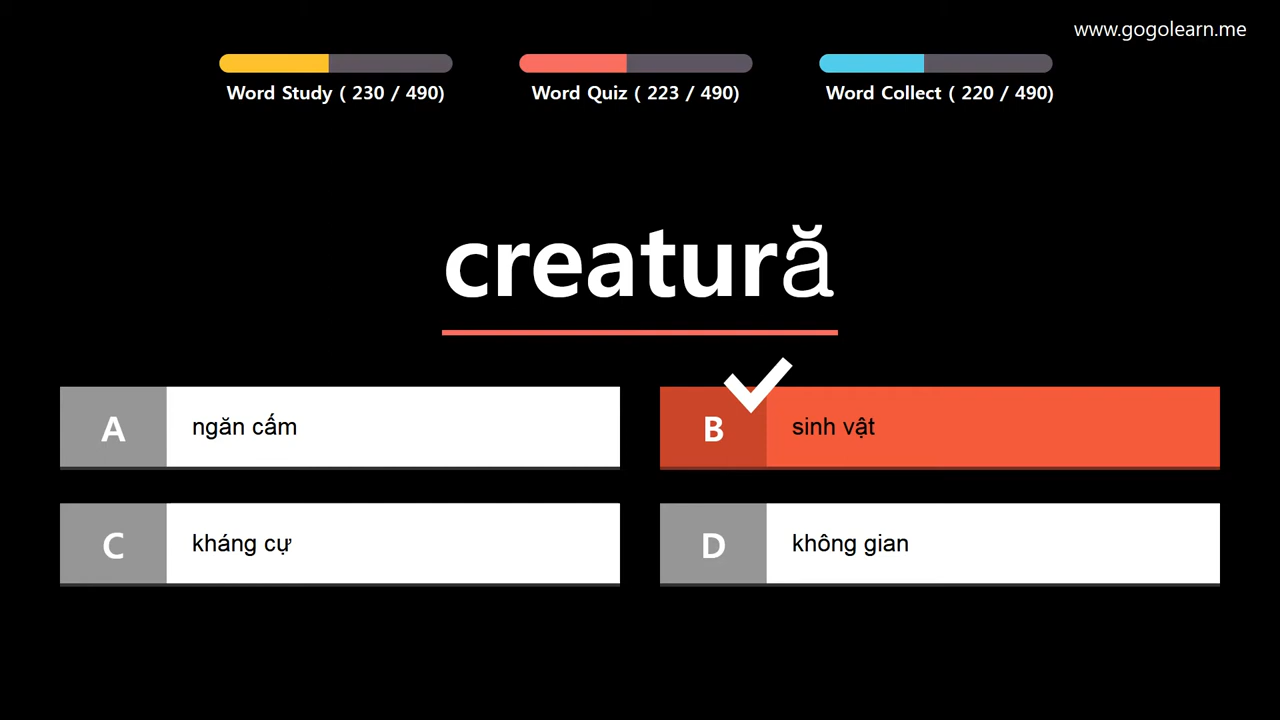 www.gogolearn.me
Word Study ( 230 / 490)
Word Quiz ( 223 / 490)
Word Collect ( 220 / 490)
creatură
A ngăn cấm
B sinh vật
C kháng cự
D không gian